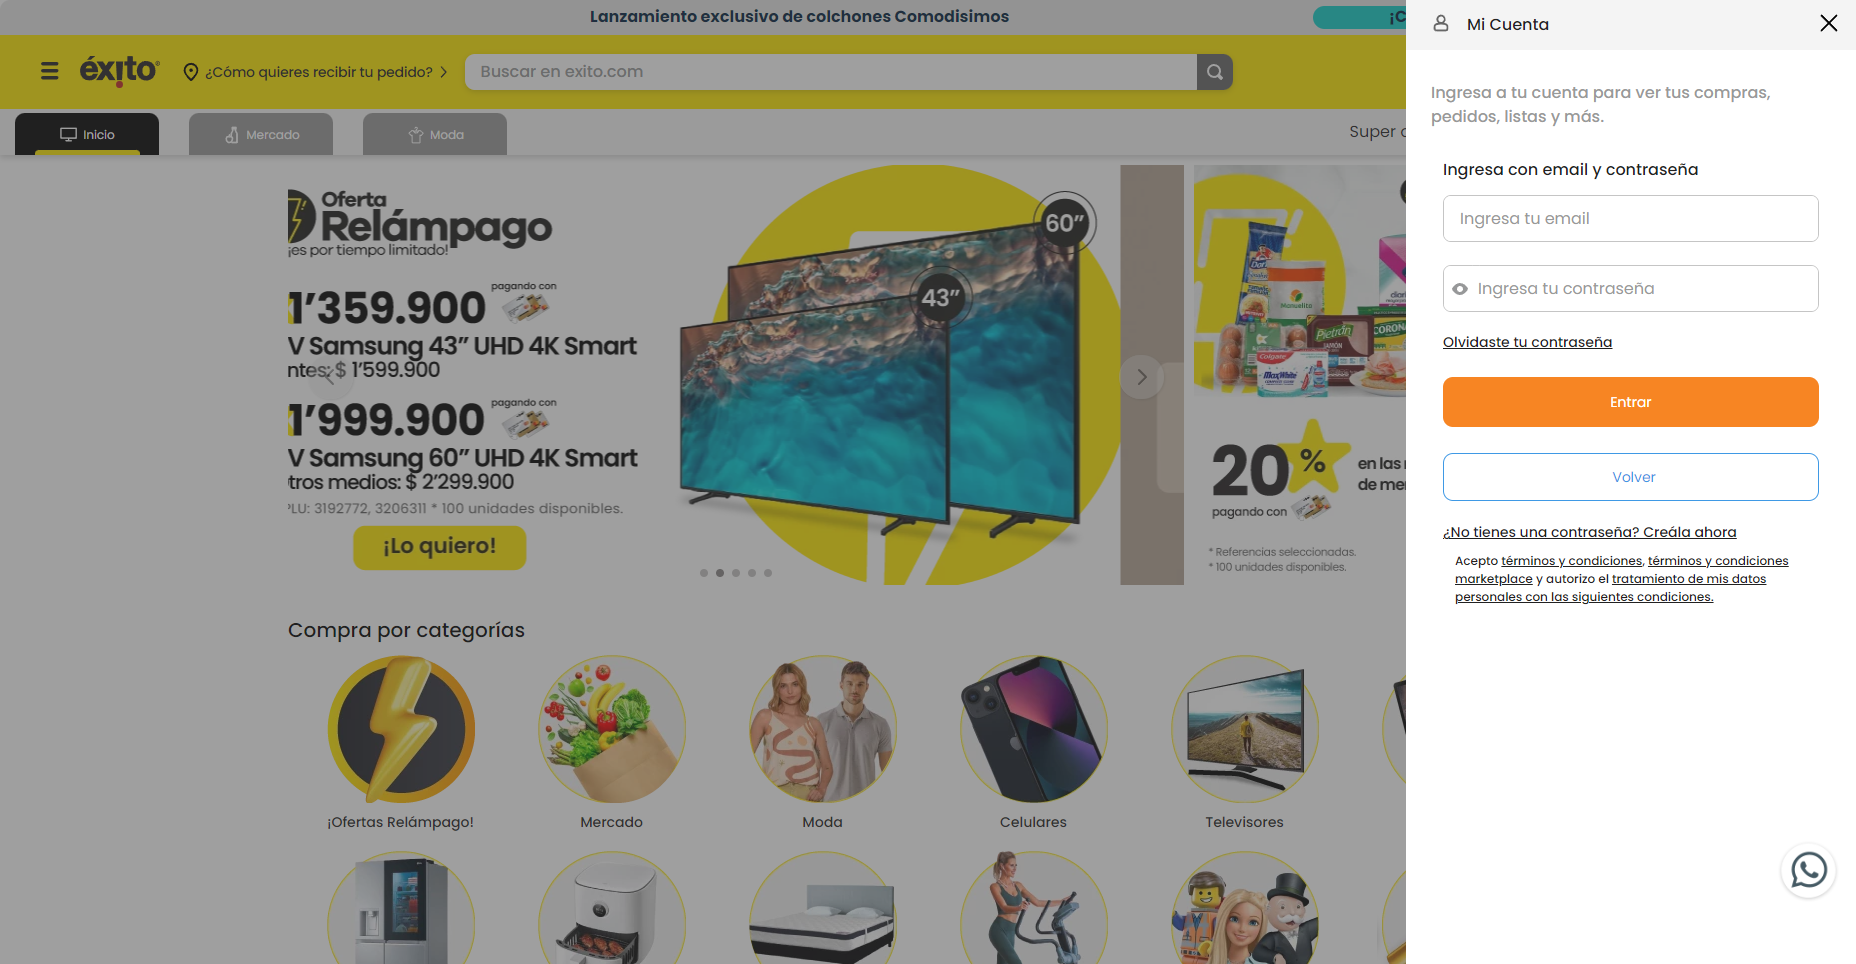 Lanzamiento exclusivo de colchones Comodisimos
éxito
¿Cómo quieres recibir tu pedido?
Buscar en exito.com
Inicio
Mercado
Moda
Super
Oferta
Relámpago
¡es por tiempo limitado!
1'359.900
pagando con
V Samsung 43” UHD 4K Smart
ntes: $ 1'599.900
1'999.900
pagando con
V Samsung 60” UHD 4K Smart
tros medios: $ 2'299.900
PLU: 3192772, 3206311 * 100 unidades disponibles.
¡Lo quiero!
60”
43”
Manuelita
Pietrán
Colgate
MaxWhite
20 %
en las
de me
pagando con
* Referencias seleccionadas.
* 100 unidades disponibles.
Compra por categorías
¡Ofertas Relámpago!
Mercado
Moda
Celulares
Televisores
Mi Cuenta
Ingresa a tu cuenta para ver tus compras,
pedidos, listas y más.
Ingresa con email y contraseña
Ingresa tu email
Ingresa tu contraseña
Olvidaste tu contraseña
Entrar
Volver
¿No tienes una contraseña? Creála ahora
Acepto términos y condiciones, términos y condiciones
marketplace y autorizo el tratamiento de mis datos
personales con las siguientes condiciones.